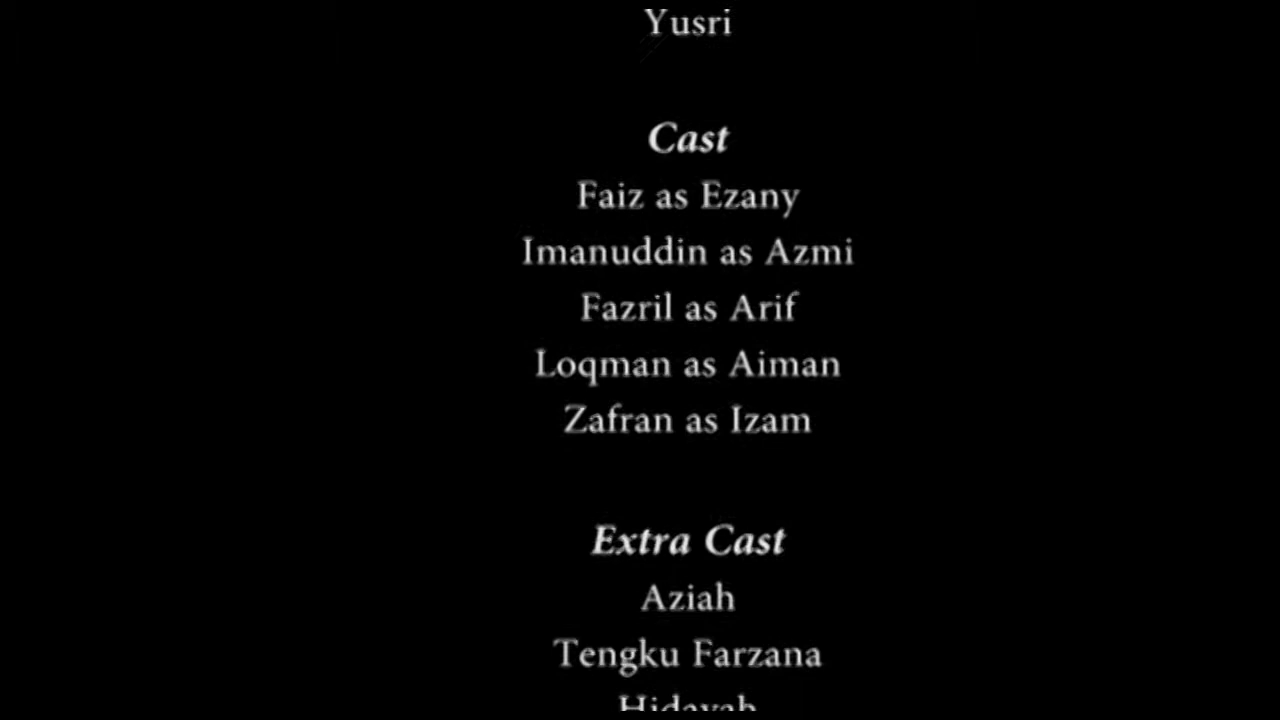 Yusri
Cast
Faiz as Ezany
Imanuddin as Azmi
Fazril as Arif
Loqman as Aiman
Zafran as Izam
Extra Cast
Aziah
Tengku Farzana
Hidayah